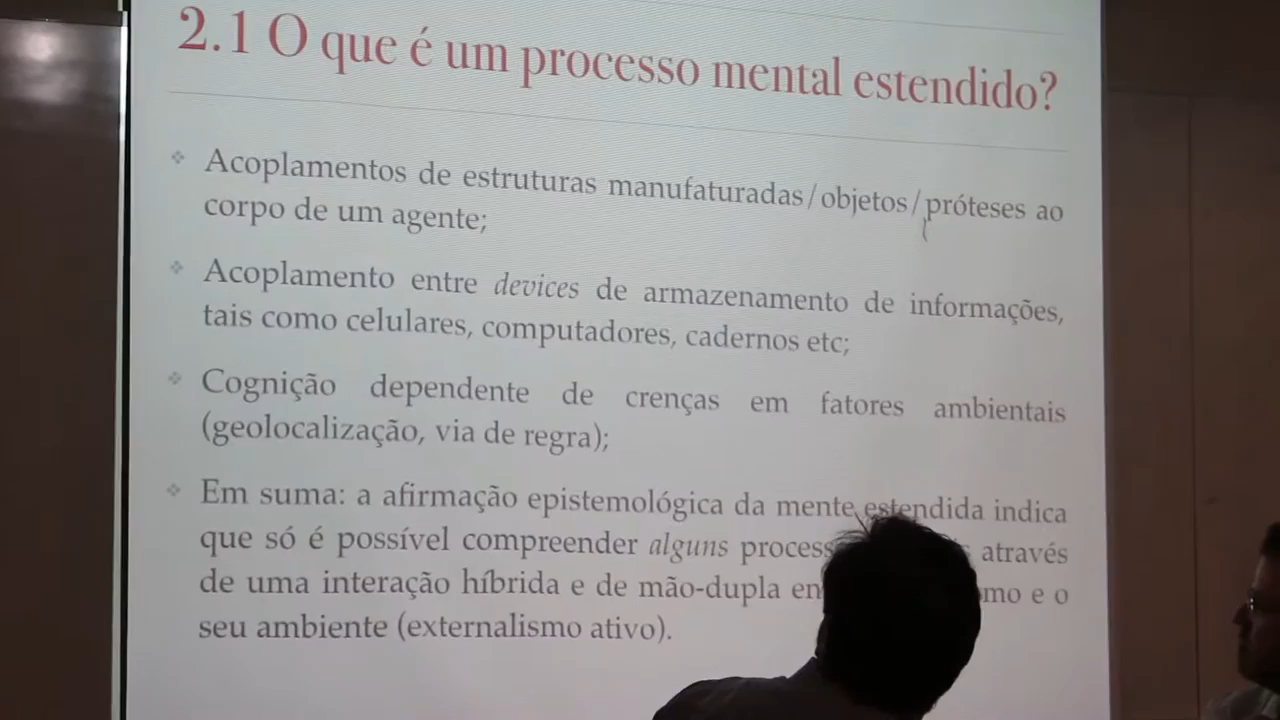 2.1 O que é um processo mental estendido?
Acoplamentos de estruturas manufaturadas/objetos/próteses ao
corpo de um agente;
Acoplamento entre devices de armazenamento de informações,
tais como celulares, computadores, cadernos etc;
Cognição dependente de crenças em fatores ambientais
(geolocalização, via de regra);
Em suma: a afirmação epistemológica da mente estendida indica
que só é possível compreender alguns através
de uma interação híbrida e de mão-dupla e o
seu ambiente (externalismo ativo).